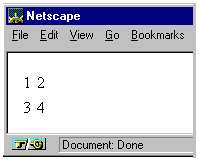 Netscape
File Edit View Go Bookmarks
1 2
3 4
Document: Done